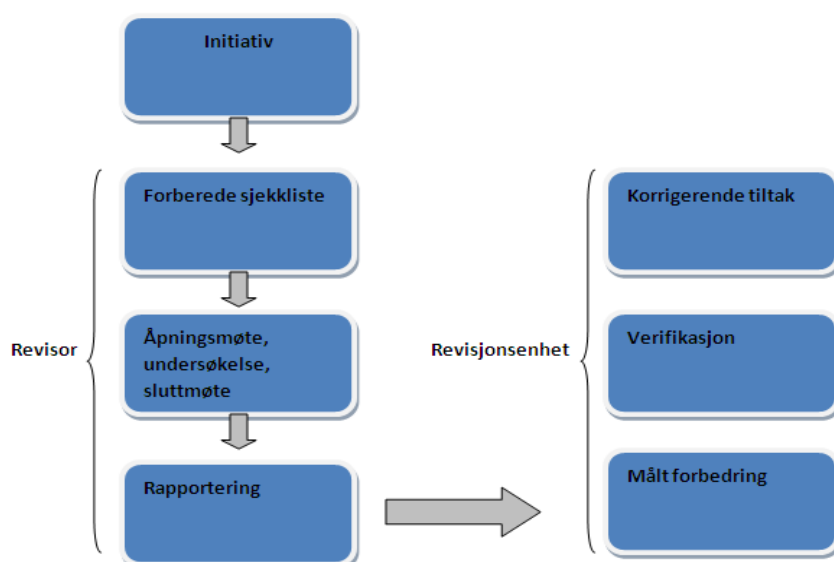 Initiativ
Revisor
Forberede sjekkliste
Åpningsmøte,
undersøkelse,
sluttmøte
Rapportering
Revisjonsenhet
Korrigerende tiltak
Verifikasjon
Målt forbedring